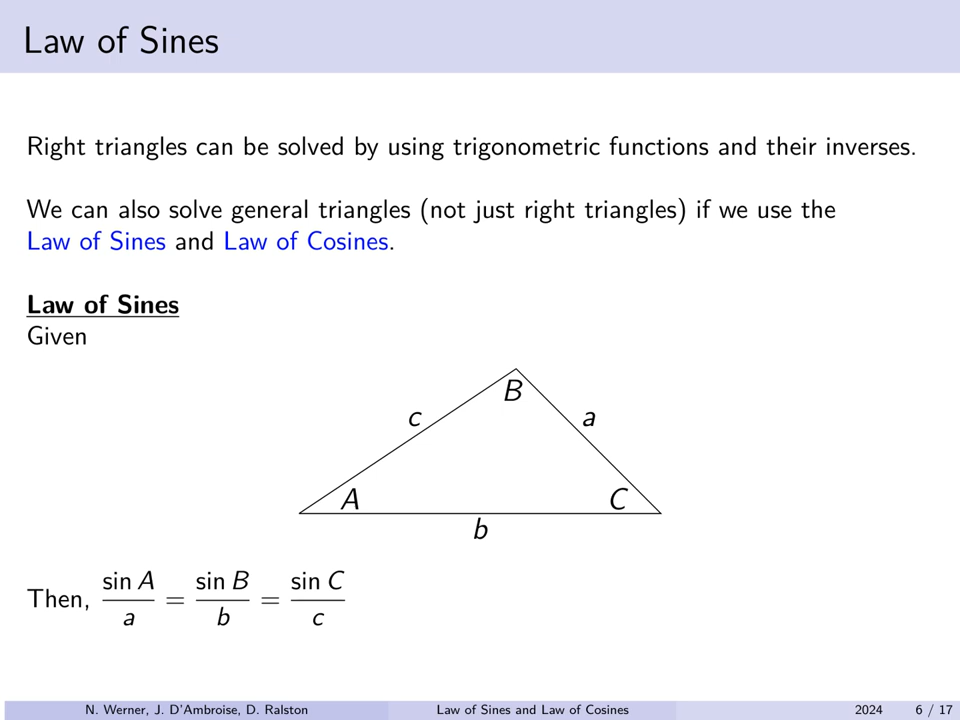 Law of Sines
Right triangles can be solved by using trigonometric functions and their inverses.
We can also solve general triangles (not just right triangles) if we use the
Law of Sines and Law of Cosines.
Law of Sines
Given
B
c
a
A
C
b
Then, sin A / a = sin B / b = sin C / c
N. Werner, J. D'Ambroise, D. Ralston
Law of Sines and Law of Cosines
2024
6 / 17